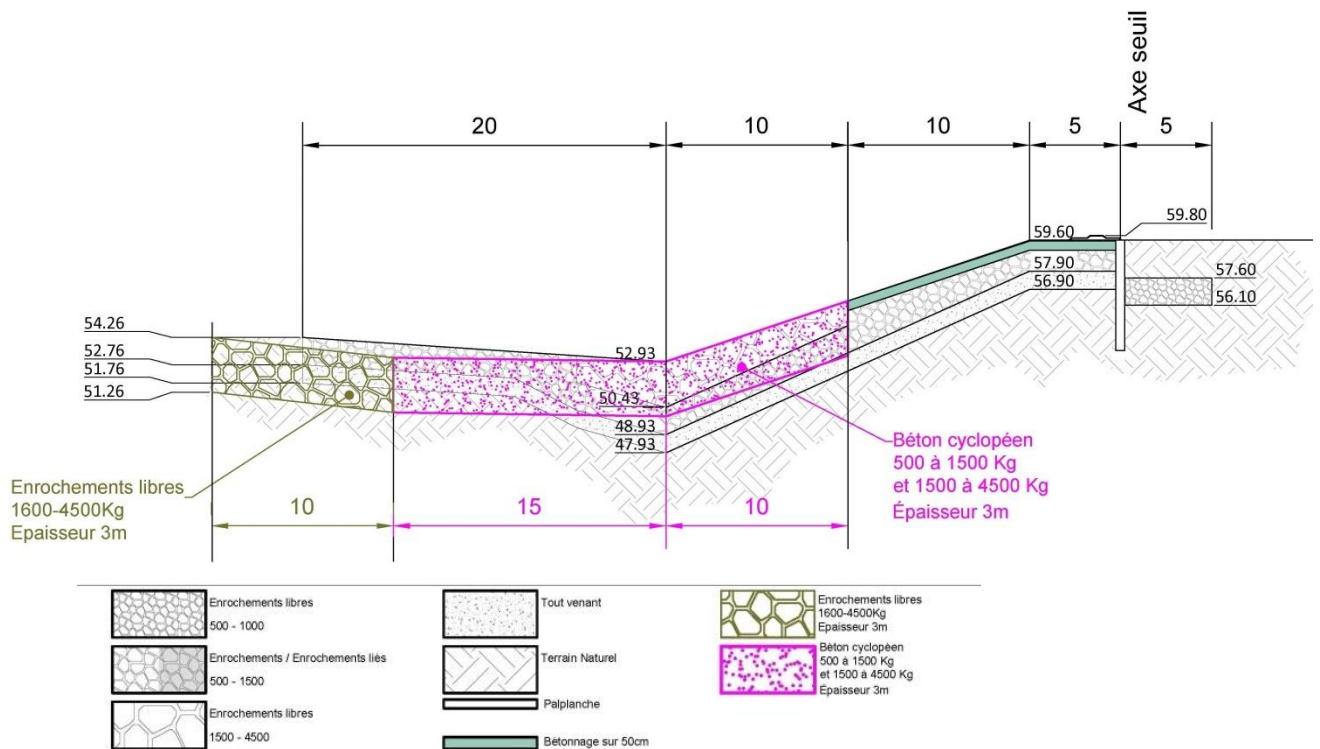 Axe seuil
20
10
10
5
5
59.80
59.60
57.90
57.60
56.90
56.10
54.26
52.76
51.76
51.26
52.93
50.43
48.93
47.93
Béton cyclopéen
500 à 1500 Kg
et 1500 à 4500 Kg
Épaisseur 3m
Enrochements libres
1600-4500Kg
Epaisseur 3m
10
15
10
Enrochements libres
500 - 1000
Enrochements / Enrochements liés
500 - 1500
Enrochements libres
1500 - 4500
Tout venant
Terrain Naturel
Palplanche
Bétonnage sur 50cm
Enrochements libres
1600-4500Kg
Epaisseur 3m
Béton cyclopéen
500 à 1500 Kg
et 1500 à 4500 Kg
Épaisseur 3m